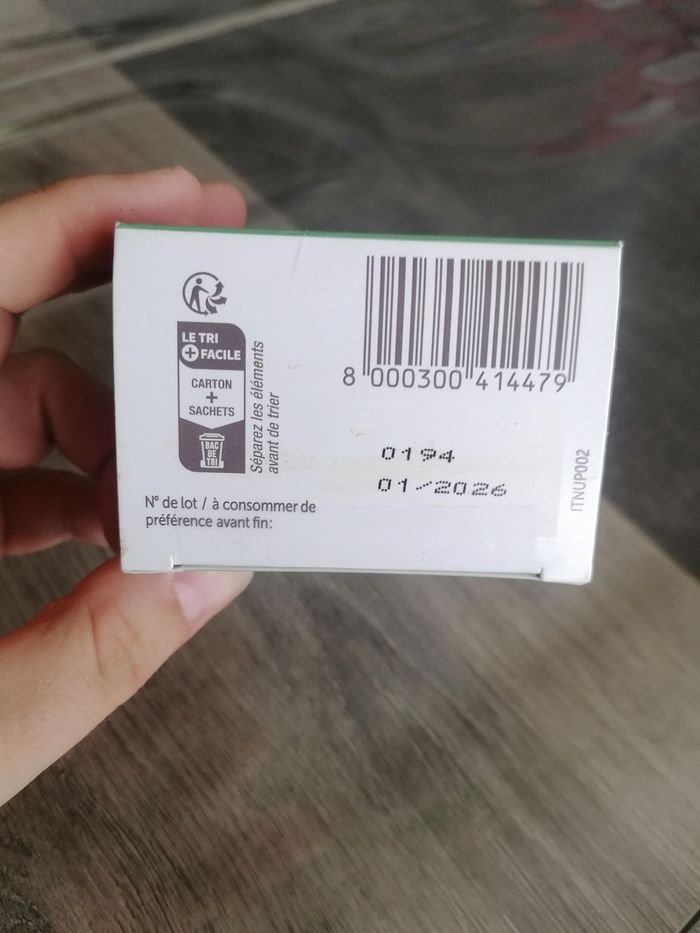 LE TRI
+ FACILE
CARTON
+
SACHETS
BAC
DE
TRI
Séparez les éléments
avant de trier
8 000300 414479
0194
01/2026
N° de lot / à consommer de
préférence avant fin:
ITNUP002